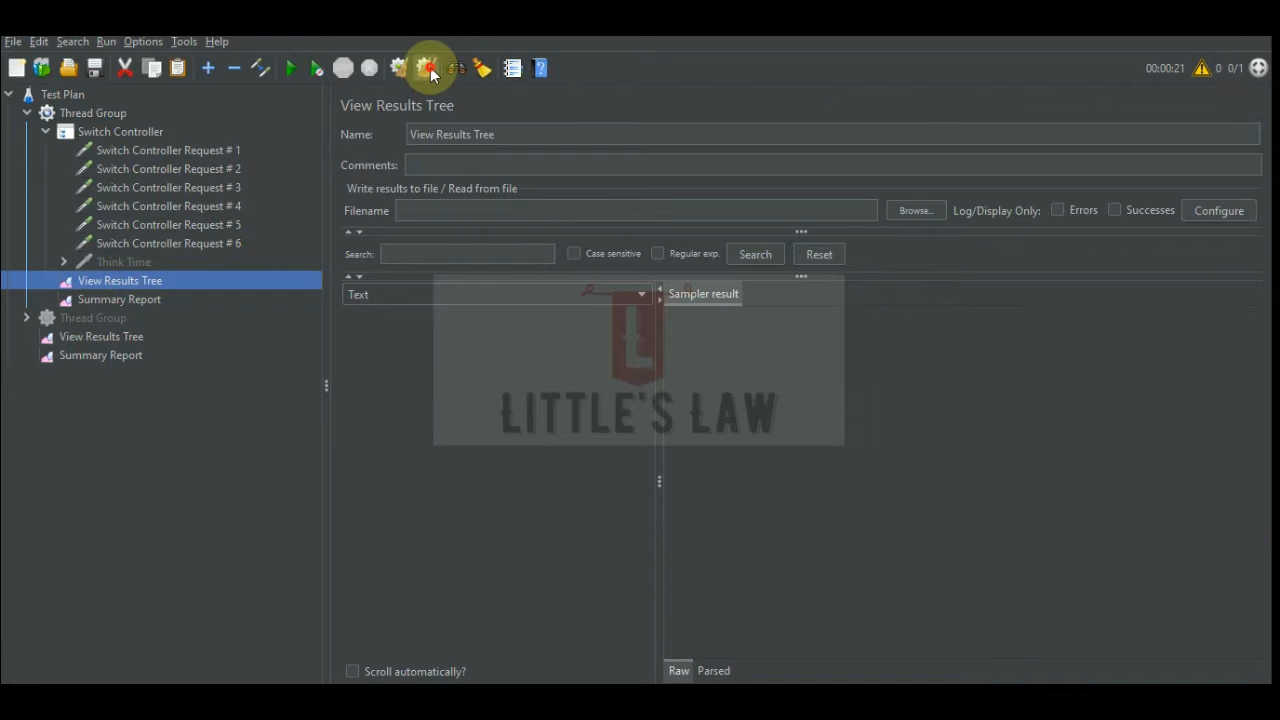 File Edit Search Run Options Tools Help
00:00:21 0 0/1
Test Plan
Thread Group
Switch Controller
Switch Controller Request # 1
Switch Controller Request # 2
Switch Controller Request # 3
Switch Controller Request # 4
Switch Controller Request # 5
Switch Controller Request # 6
Think Time
View Results Tree
Summary Report
Thread Group
View Results Tree
Summary Report
View Results Tree
Name: View Results Tree
Comments:
Write results to file / Read from file
Filename Browse... Log/Display Only: Errors Successes Configure
Search: Case sensitive Regular exp. Search Reset
Text Sampler result
L
LITTLE'S LAW
Scroll automatically? Raw Parsed